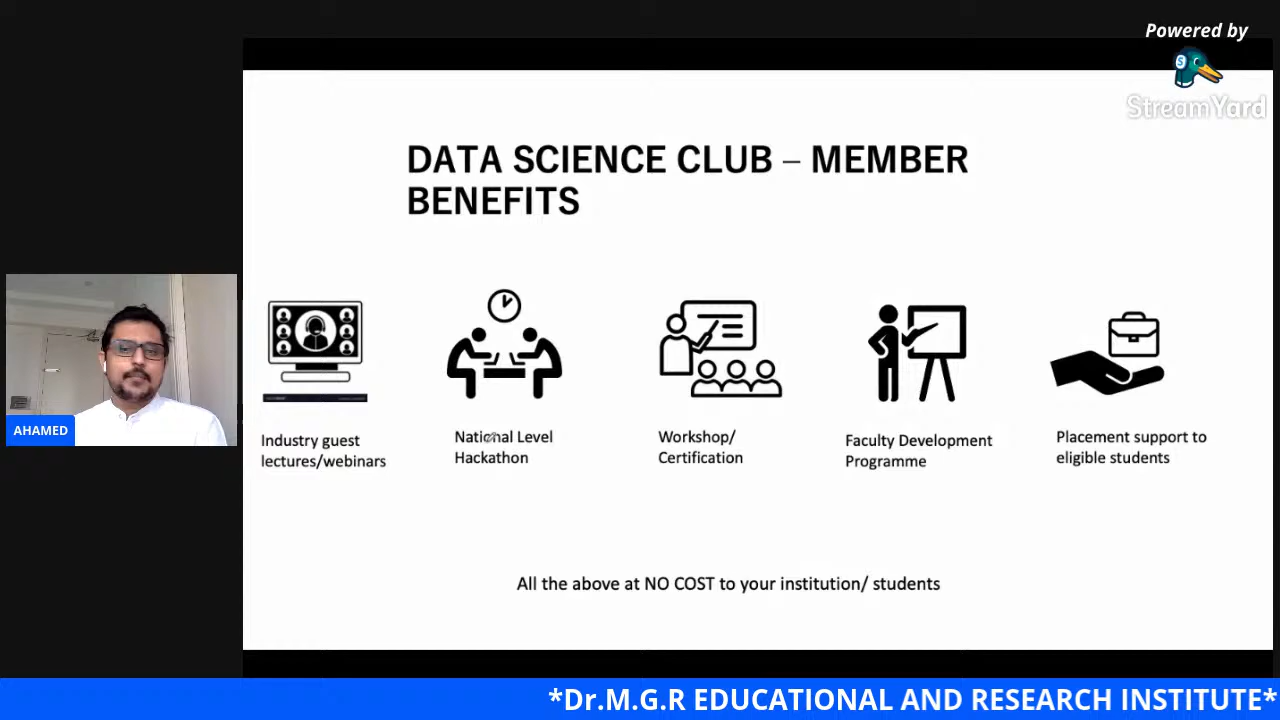 Powered by
StreamYard
DATA SCIENCE CLUB – MEMBER
BENEFITS
Industry guest
lectures/webinars
National Level
Hackathon
Workshop/
Certification
Faculty Development
Programme
Placement support to
eligible students
All the above at NO COST to your institution/ students
AHAMED
*Dr.M.G.R EDUCATIONAL AND RESEARCH INSTITUTE*